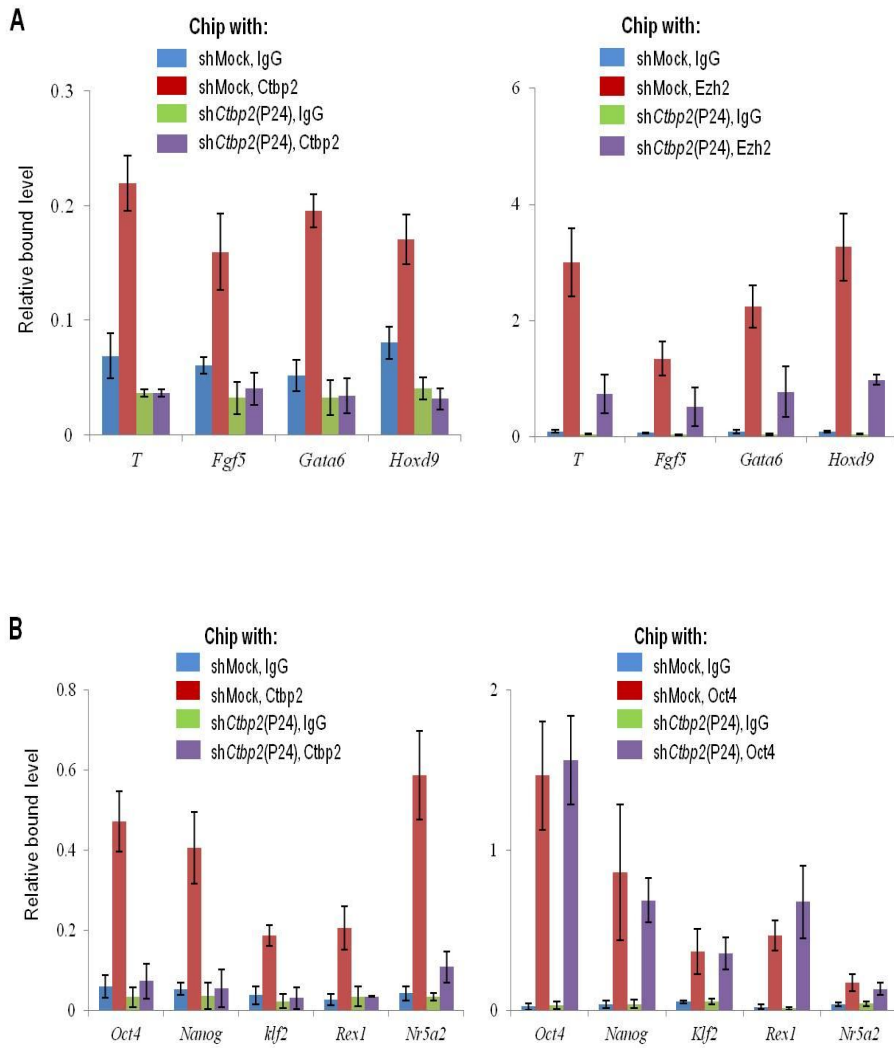 A
Chip with:
shMock, IgG
shMock, Ctbp2
shCtbp2(P24), IgG
shCtbp2(P24), Ctbp2
Relative bound level
0.3
0.2
0.1
0
T Fgf5 Gata6 Hoxd9
Chip with:
shMock, IgG
shMock, Ezh2
shCtbp2(P24), IgG
shCtbp2(P24), Ezh2
6
4
2
0
T Fgf5 Gata6 Hoxd9
B
Chip with:
shMock, IgG
shMock, Ctbp2
shCtbp2(P24), IgG
shCtbp2(P24), Ctbp2
Relative bound level
0.8
0.6
0.4
0.2
0
Oct4 Nanog klf2 Rex1 Nr5a2
Chip with:
shMock, IgG
shMock, Oct4
shCtbp2(P24), IgG
shCtbp2(P24), Oct4
2
1
0
Oct4 Nanog Klf2 Rex1 Nr5a2